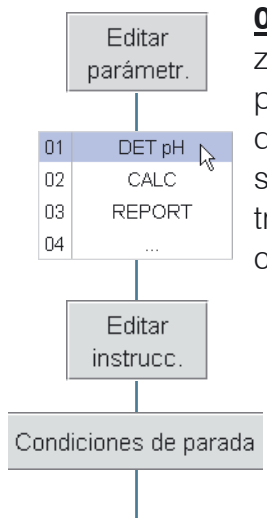 Editar
parámetr.
01 DET pH
02 CALC
03 REPORT
04 ...
Editar
instrucc.
Condiciones de parada